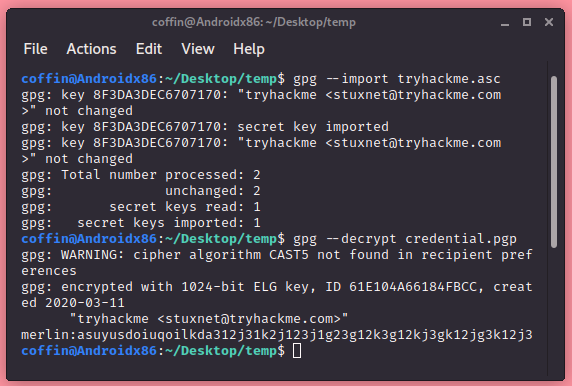 coffin@Androidx86:~/Desktop/temp
File Actions Edit View Help
coffin@Androidx86:~/Desktop/temp$ gpg --import tryhackme.asc
gpg: key 8F3DA3DEC6707170: "tryhackme <stuxnet@tryhackme.com
>" not changed
gpg: key 8F3DA3DEC6707170: secret key imported
gpg: key 8F3DA3DEC6707170: "tryhackme <stuxnet@tryhackme.com
>" not changed
gpg: Total number processed: 2
gpg:               unchanged: 2
gpg:        secret keys read: 1
gpg:    secret keys imported: 1
coffin@Androidx86:~/Desktop/temp$ gpg --decrypt credential.pgp
gpg: WARNING: cipher algorithm CAST5 not found in recipient pref
erences
gpg: encrypted with 1024-bit ELG key, ID 61E104A66184FBCC, creat
ed 2020-03-11
      "tryhackme <stuxnet@tryhackme.com>"
merlin:asuyusdoiuqoilkda312j31k2j123j1g23g12k3g12kj3gk12jg3k12j3
coffin@Androidx86:~/Desktop/temp$